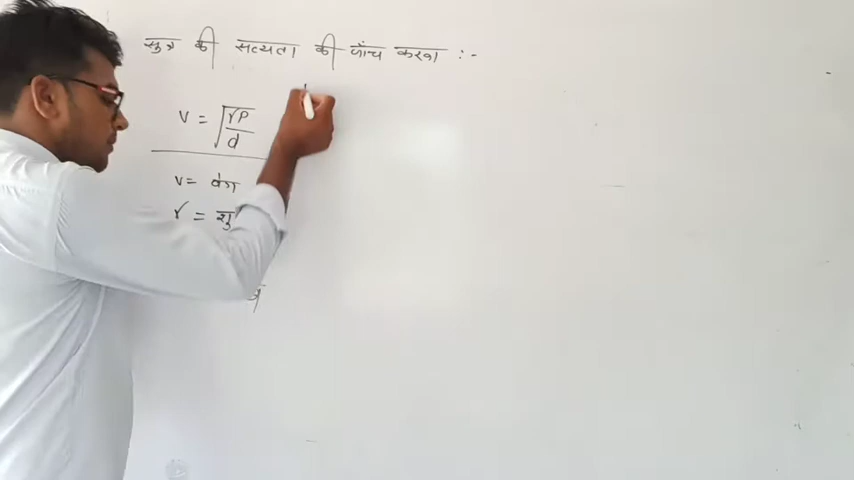 सूत्र की सत्यता की जाँच करना :-
v = √γP/d
v = वेग
γ =